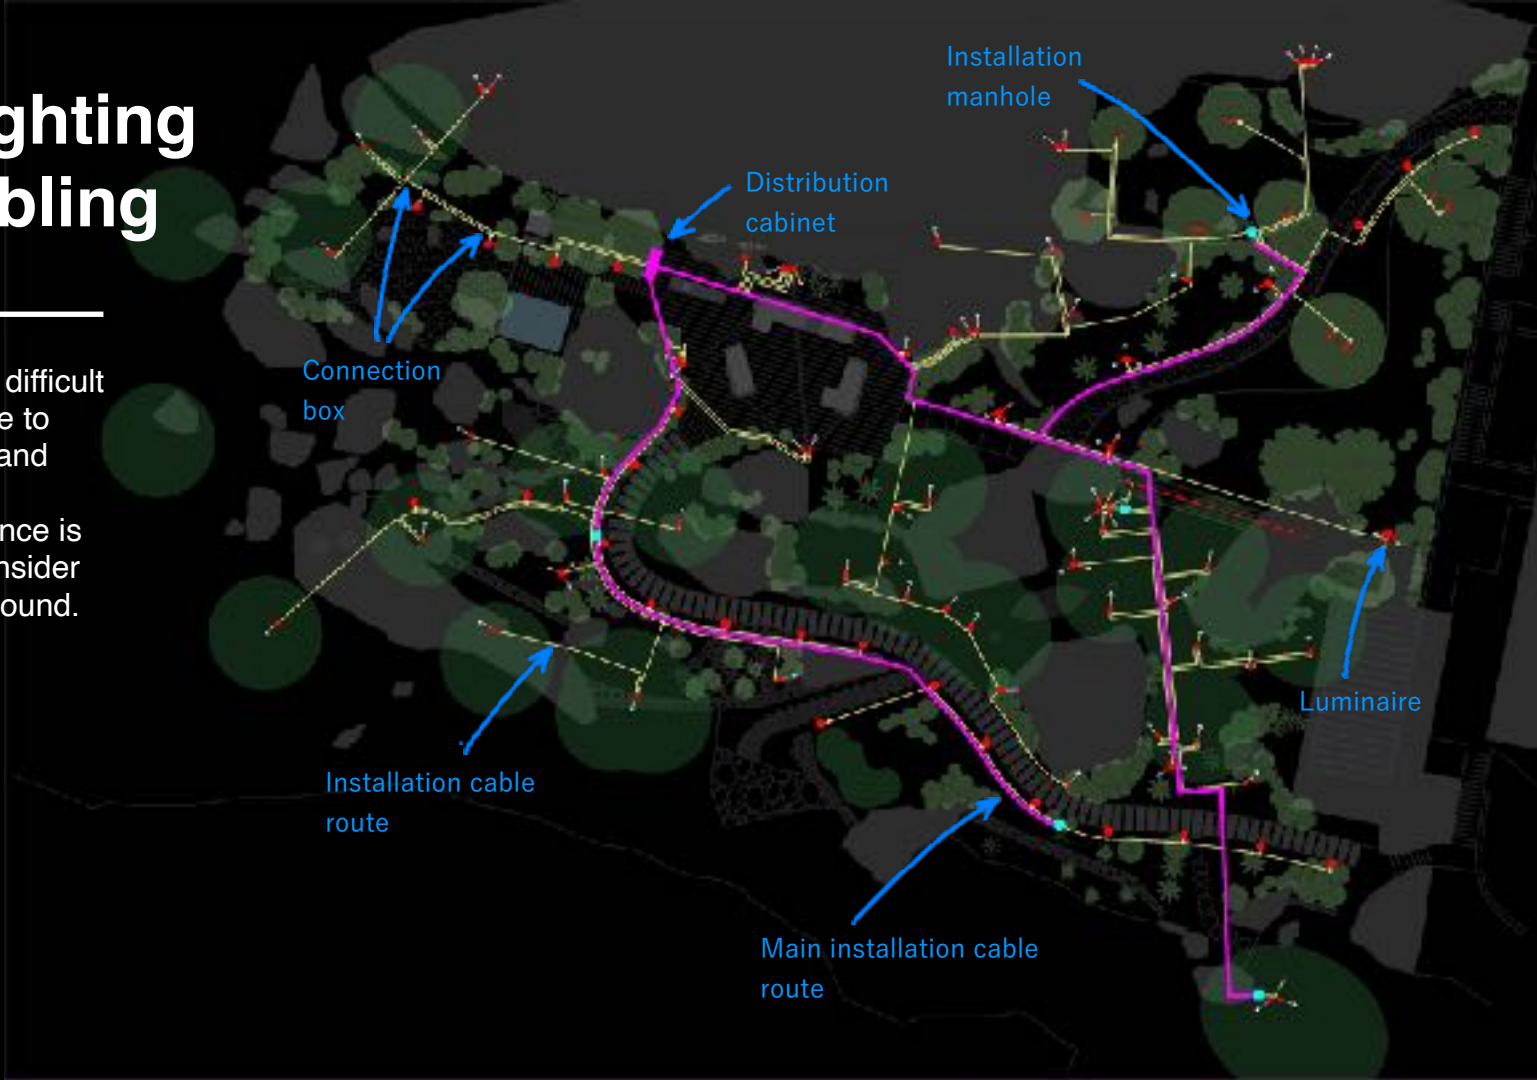 ghting
bling
difficult
e to
and
nce is
nsider
ound.
Installation
manhole
Distribution
cabinet
Connection
box
Luminaire
Installation cable
route
Main installation cable
route